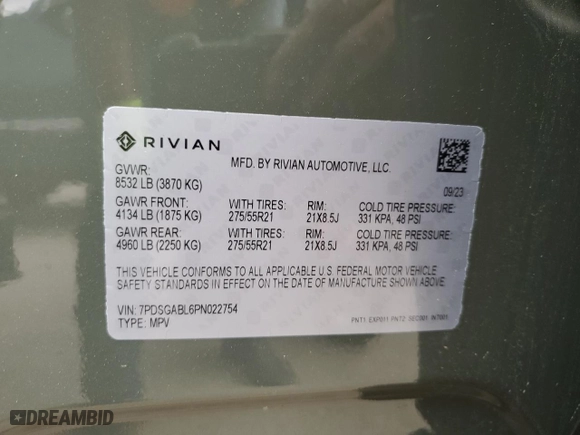 RIVIAN
MFD. BY RIVIAN AUTOMOTIVE, LLC.
GVWR:
8532 LB (3870 KG)
09/23
GAWR FRONT: WITH TIRES: RIM: COLD TIRE PRESSURE:
4134 LB (1875 KG) 275/55R21 21X8.5J 331 KPA, 48 PSI
GAWR REAR: WITH TIRES: RIM: COLD TIRE PRESSURE:
4960 LB (2250 KG) 275/55R21 21X8.5J 331 KPA, 48 PSI
THIS VEHICLE CONFORMS TO ALL APPLICABLE U.S. FEDERAL MOTOR VEHICLE
SAFETY STANDARDS IN EFFECT ON THE DATE OF MANUFACTURE SHOWN ABOVE.
VIN: 7PDSGABL6PN022754
TYPE: MPV
PNT1: PNT2:
DREAMBID